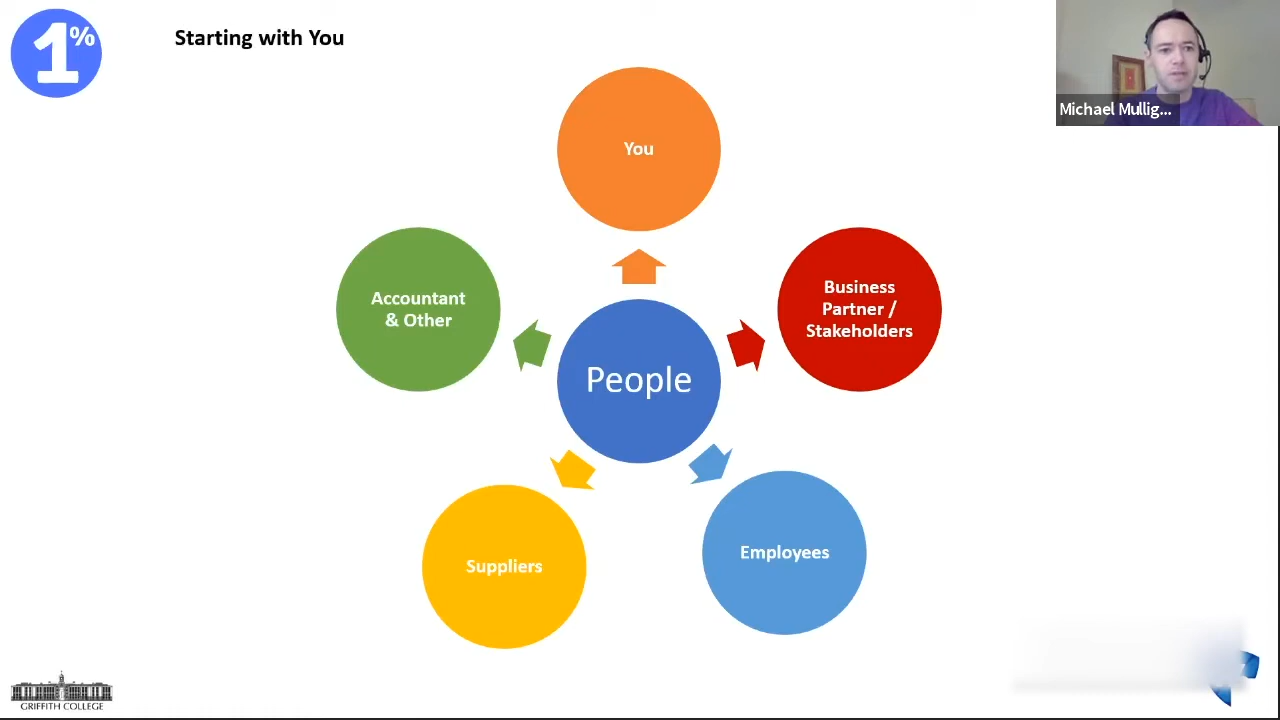 1%
Starting with You
Michael Mullig...
You
Accountant
& Other
Business
Partner /
Stakeholders
People
Suppliers
Employees
GRIFFITH COLLEGE